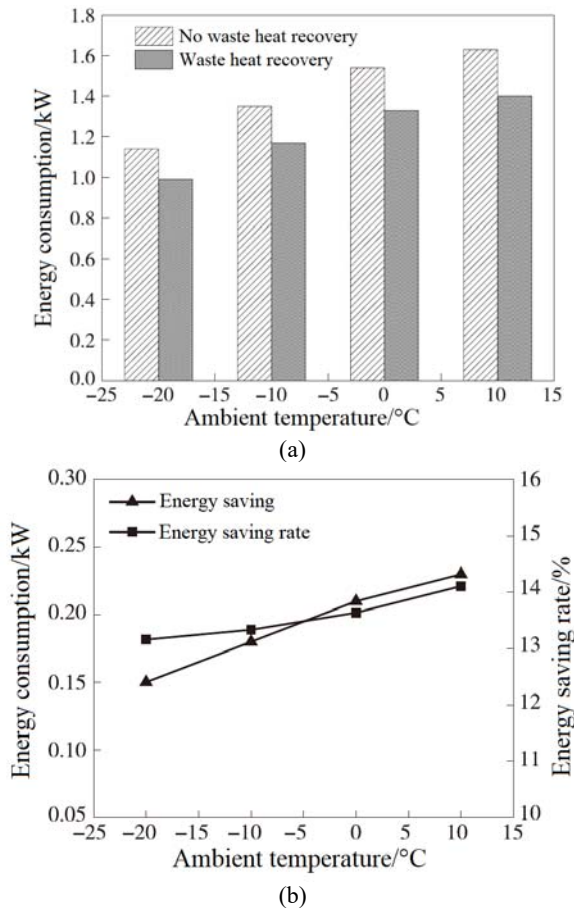 1.8
1.6
1.4
1.2
1.0
0.8
0.6
0.4
0.2
0.0
Energy consumption/kW
No waste heat recovery
Waste heat recovery
−25 −20 −15 −10 −5 0 5 10 15
Ambient temperature/°C
(a)
0.30
0.25
0.20
0.15
0.10
0.05
Energy consumption/kW
Energy saving
Energy saving rate
16
15
14
13
12
11
10
Energy saving rate/%
−25 −20 −15 −10 −5 0 5 10 15
Ambient temperature/°C
(b)